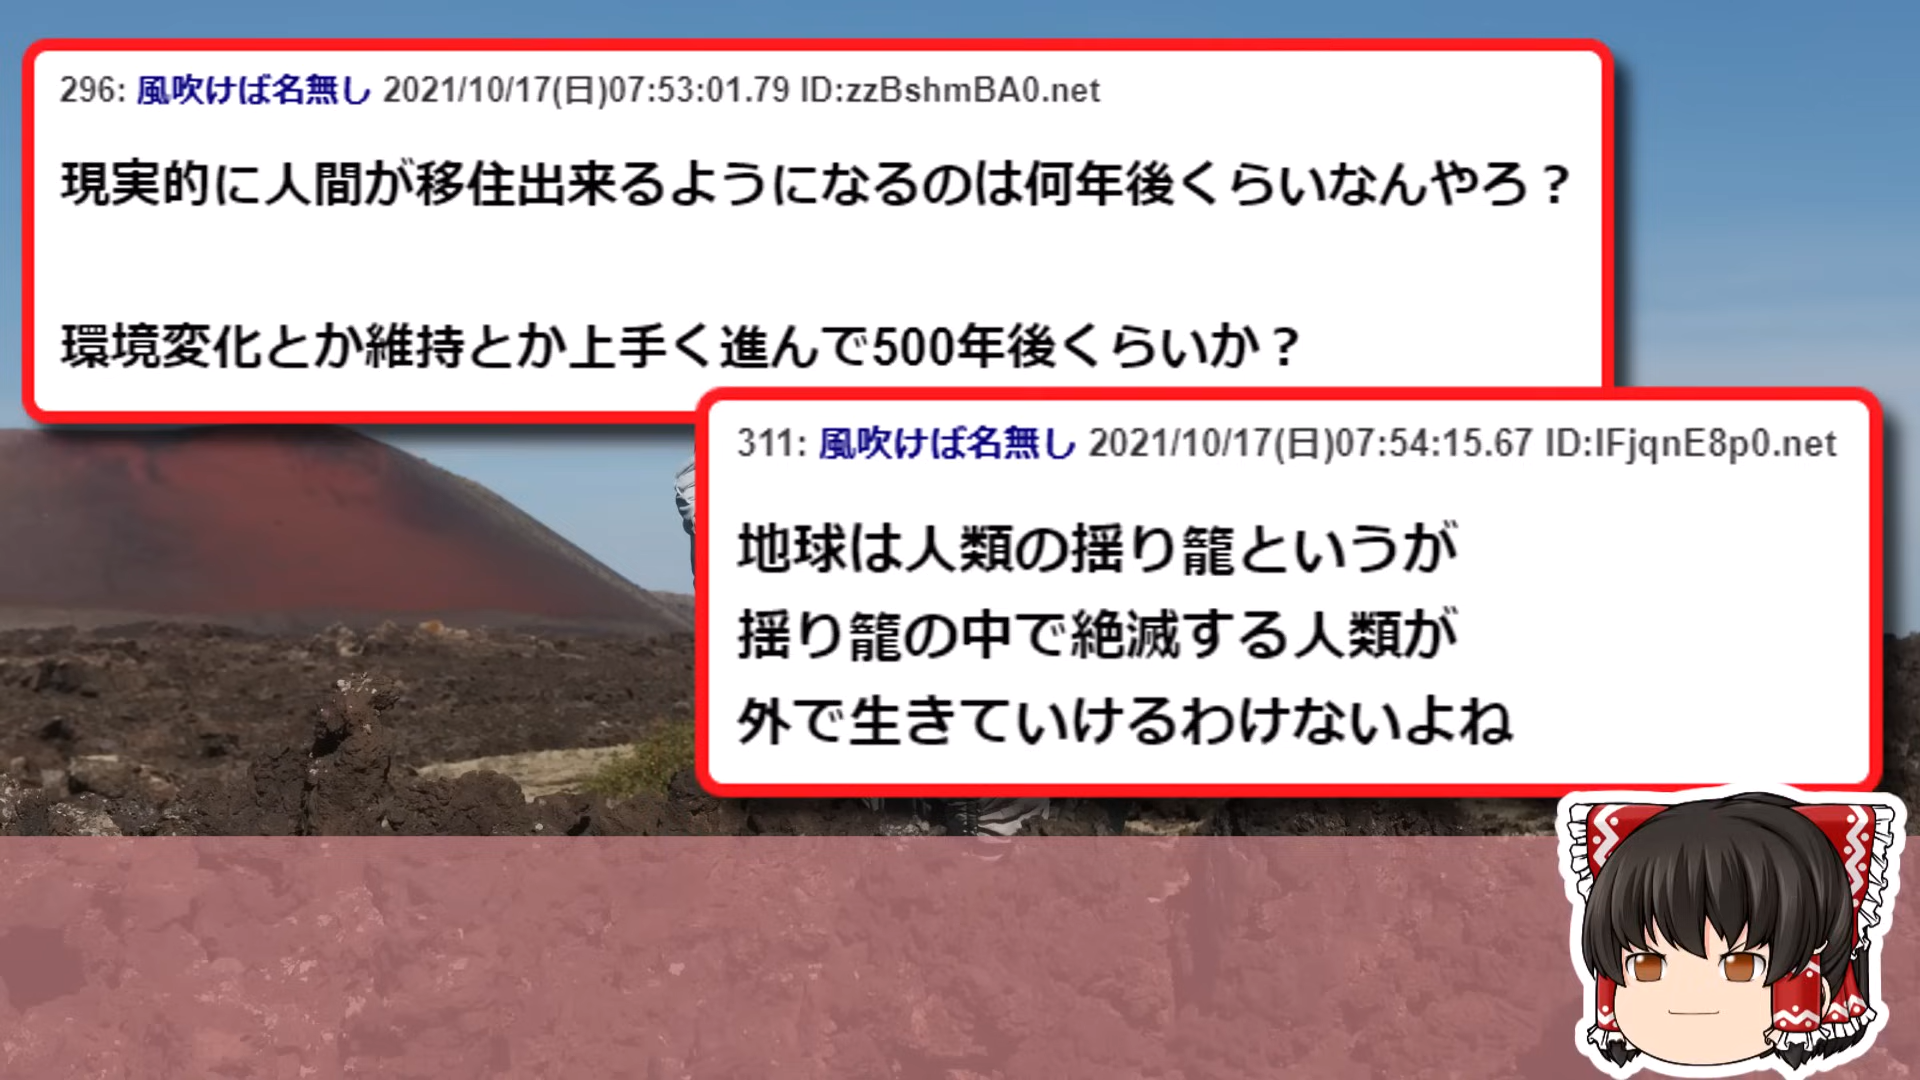 296: 風吹けば名無し 2021/10/17(日)07:53:01.79 ID:zzBshmBA0.net
現実的に人間が移住出来るようになるのは何年後くらいなんやろ？
環境変化とか維持とか上手く進んで500年後くらいか？
311: 風吹けば名無し 2021/10/17(日)07:54:15.67 ID:IFjqnE8p0.net
地球は人類の揺り籠というが
揺り籠の中で絶滅する人類が
外で生きていけるわけないよね